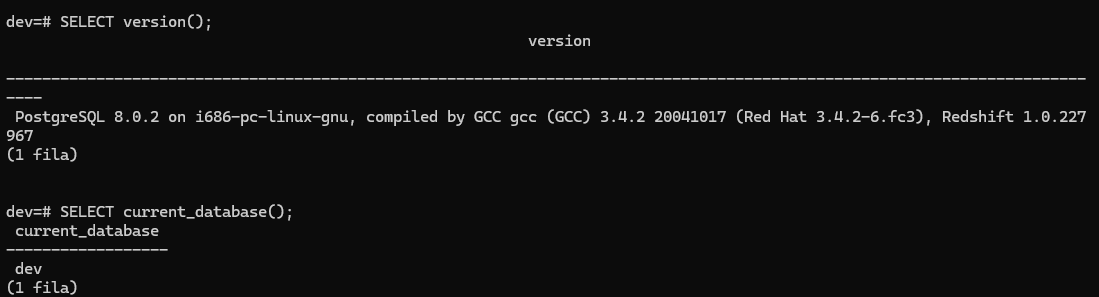 dev=# SELECT version();
version
------------------------------------------------------------------------------------------------------------------------
----
PostgreSQL 8.0.2 on i686-pc-linux-gnu, compiled by GCC gcc (GCC) 3.4.2 20041017 (Red Hat 3.4.2-6.fc3), Redshift 1.0.227
967
(1 fila)
dev=# SELECT current_database();
current_database
------------------
dev
(1 fila)